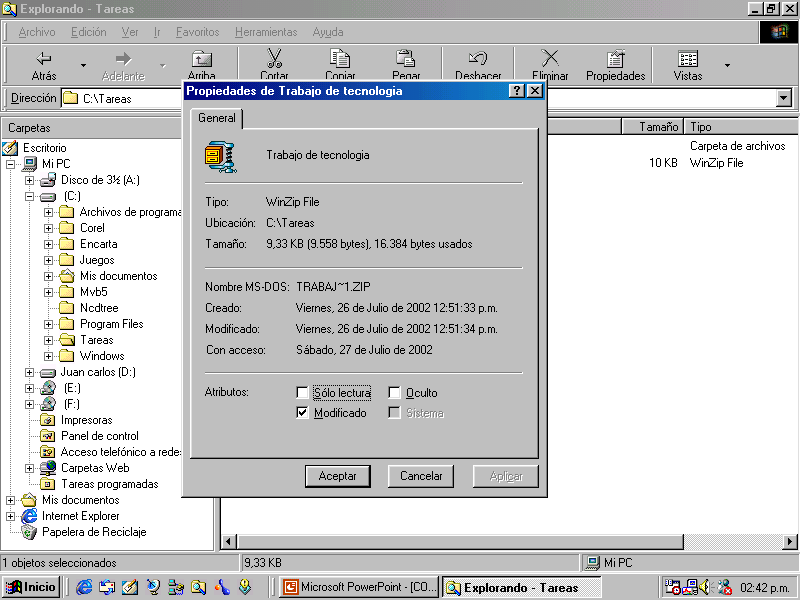 Explorando - Tareas
Archivo Edición Ver Ir Favoritos Herramientas Ayuda
Atrás Adelante Arriba Cortar Copiar Pegar Deshacer Eliminar Propiedades Vistas
Dirección C:\Tareas
Propiedades de Trabajo de tecnologia
General
Trabajo de tecnologia
Tipo: WinZip File
Ubicación: C:\Tareas
Tamaño: 9,33 KB (9.558 bytes), 16.384 bytes usados
Nombre MS-DOS: TRABAJ~1.ZIP
Creado: Viernes, 26 de Julio de 2002 12:51:33 p.m.
Modificado: Viernes, 26 de Julio de 2002 12:51:34 p.m.
Con acceso: Sábado, 27 de Julio de 2002
Atributos: Sólo lectura Oculto
Modificado Sistema
Aceptar Cancelar Aplicar
Carpetas
Escritorio
Mi PC
Disco de 3½ (A:)
(C:)
Archivos de programa
Corel
Encarta
Juegos
Mis documentos
Mvb5
Ncdtree
Program Files
Tareas
Windows
Juan carlos (D:)
(E:)
(F:)
Impresoras
Panel de control
Acceso telefónico a redes
Carpetas Web
Tareas programadas
Mis documentos
Internet Explorer
Papelera de Reciclaje
Tamaño Tipo
Carpeta de archivos
10 KB WinZip File
1 objetos seleccionados 9,33 KB Mi PC
Inicio Microsoft PowerPoint - [CO... Explorando - Tareas 02:42 p.m.